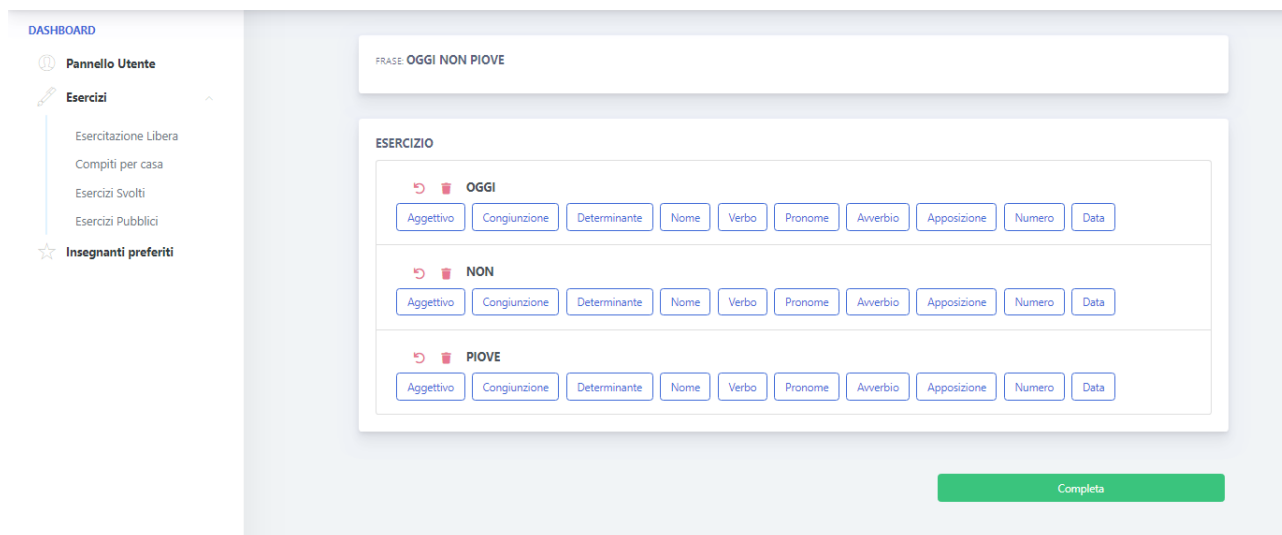 DASHBOARD
Pannello Utente
Esercizi
Esercitazione Libera
Compiti per casa
Esercizi Svolti
Esercizi Pubblici
Insegnanti preferiti
FRASE: OGGI NON PIOVE
ESERCIZIO
OGGI
Aggettivo Congiunzione Determinante Nome Verbo Pronome Avverbio Apposizione Numero Data
NON
Aggettivo Congiunzione Determinante Nome Verbo Pronome Avverbio Apposizione Numero Data
PIOVE
Aggettivo Congiunzione Determinante Nome Verbo Pronome Avverbio Apposizione Numero Data
Completa